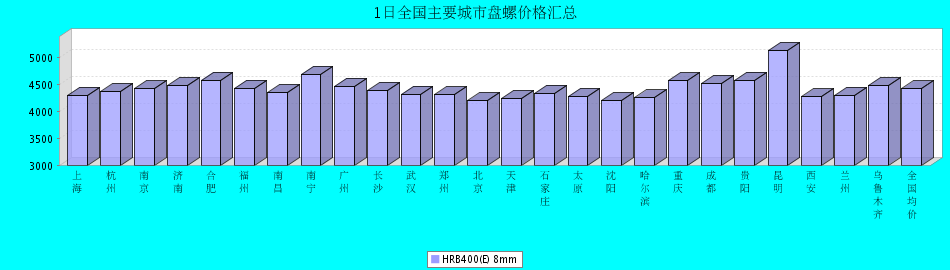 1日全国主要城市盘螺价格汇总
5000
4500
4000
3500
3000
上海
杭州
南京
济南
合肥
福州
南昌
南宁
广州
长沙
武汉
郑州
北京
天津
石家庄
太原
沈阳
哈尔滨
重庆
成都
贵阳
昆明
西安
兰州
乌鲁木齐
全国均价
HRB400(E) 8mm